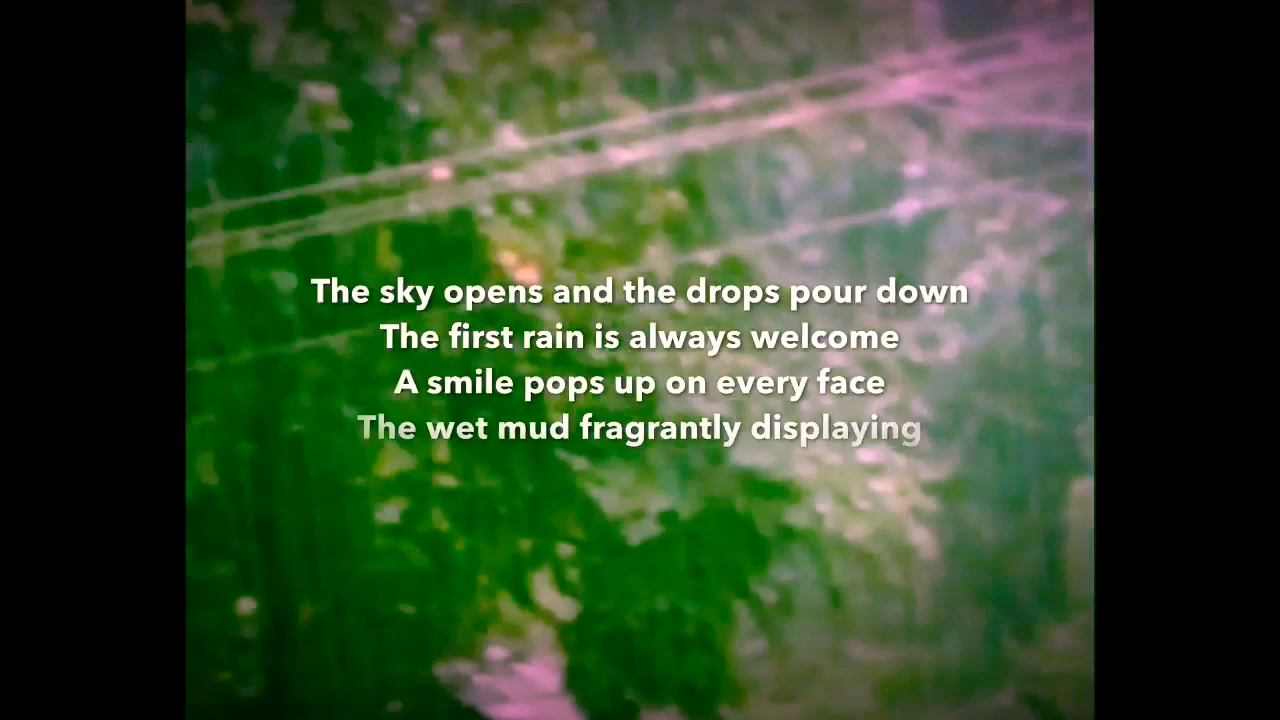 The sky opens and the drops pour down
The first rain is always welcome
A smile pops up on every face
The wet mud fragrantly displaying